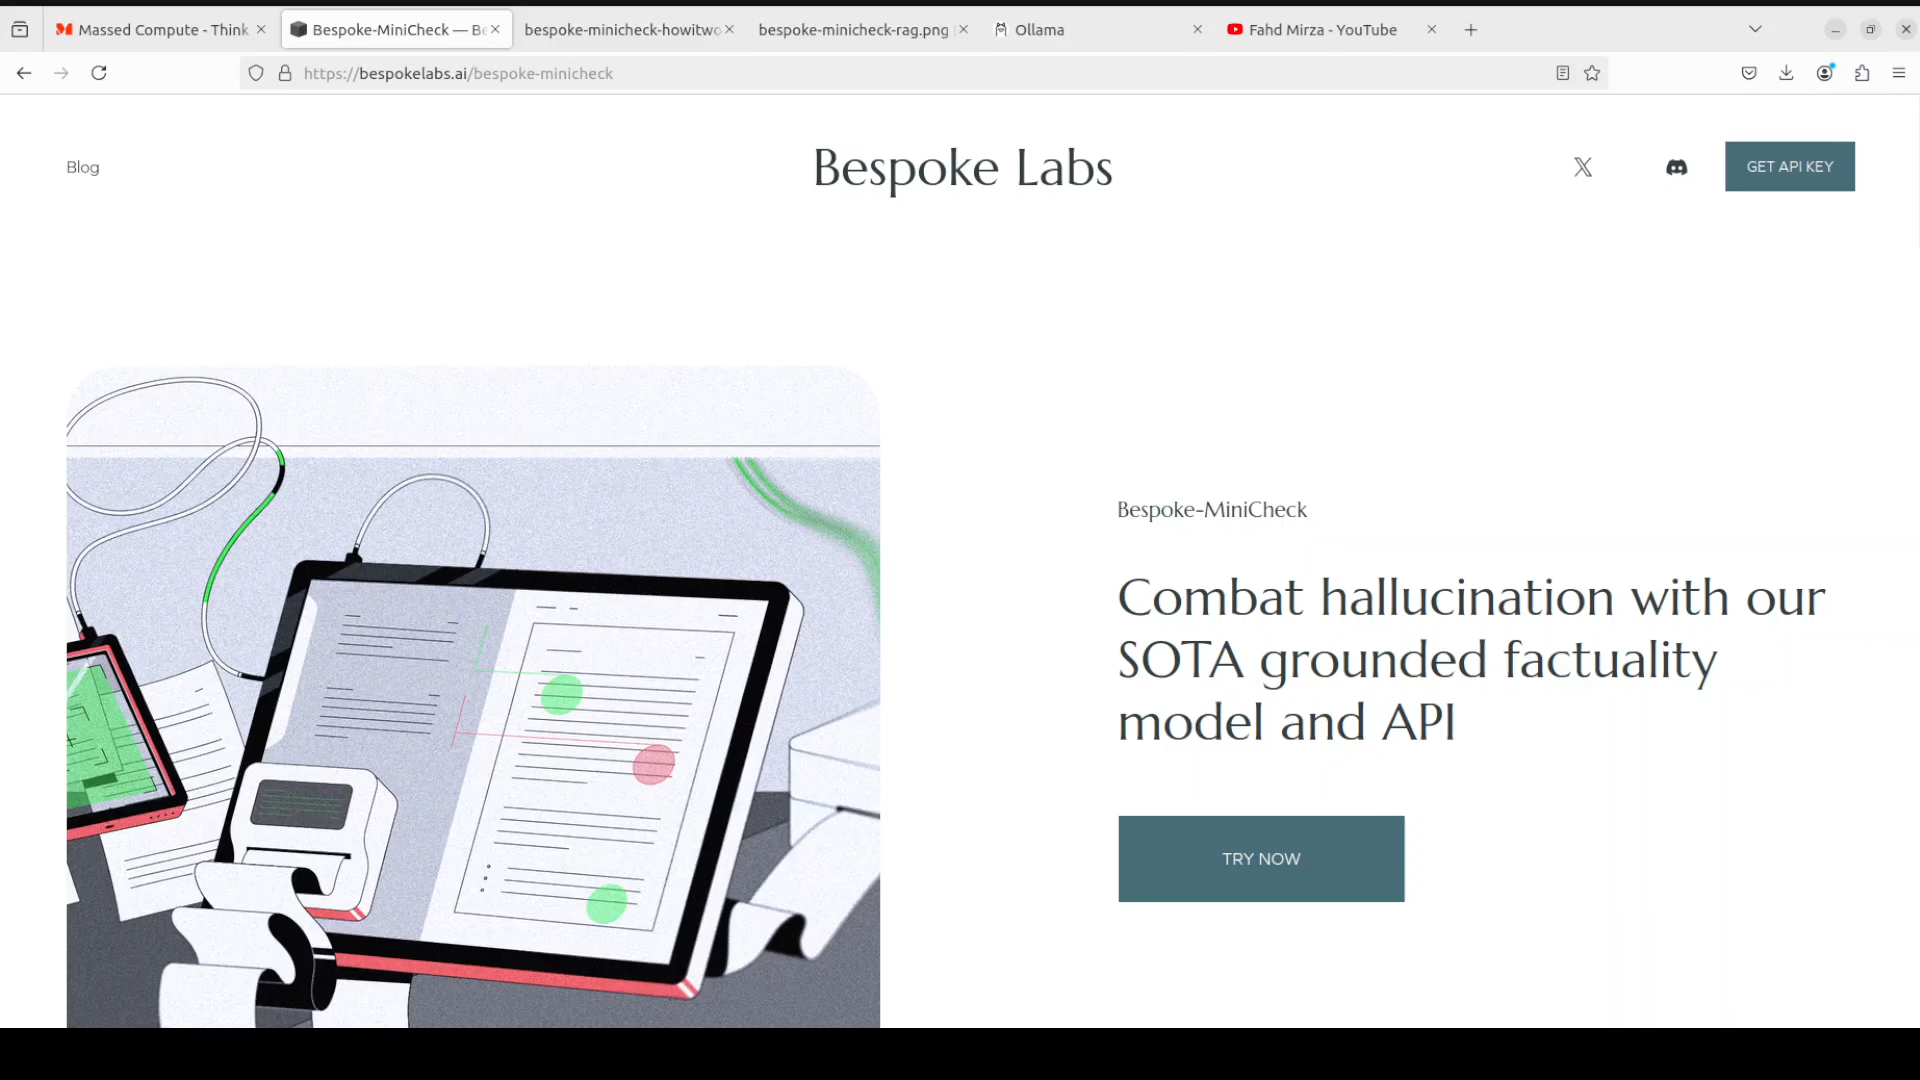 Massed Compute - Think
Bespoke-MiniCheck — Be
bespoke-minicheck-howitwo
bespoke-minicheck-rag.png
Ollama
Fahd Mirza - YouTube
https://bespokelabs.ai/bespoke-minicheck
Blog
Bespoke Labs
GET API KEY
Bespoke-MiniCheck
Combat hallucination with our
SOTA grounded factuality
model and API
TRY NOW